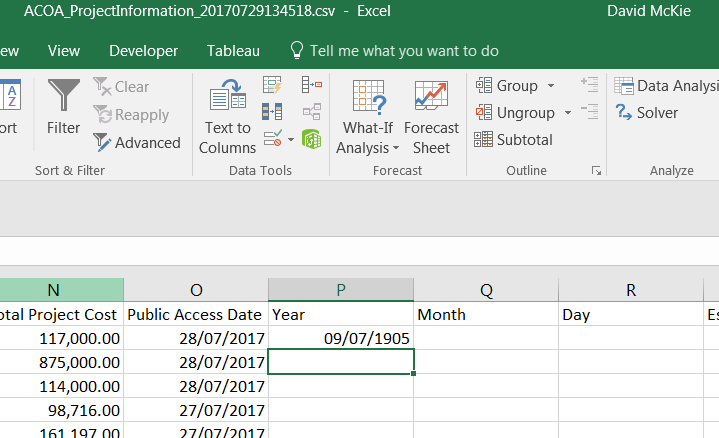 ACOA_ProjectInformation_20170729134518.csv - Excel
David McKie
ew View Developer Tableau Tell me what you want to do
A
Z
ort
Filter
Clear
Reapply
Advanced
Sort & Filter
Text to
Columns
Data Tools
What-If
Analysis
Forecast
Sheet
Forecast
Group
Ungroup
Subtotal
Outline
Data Analysi
Solver
Analyze
N O P Q R
otal Project Cost Public Access Date Year Month Day Es
117,000.00 28/07/2017 09/07/1905
875,000.00 28/07/2017
114,000.00 28/07/2017
98,716.00 27/07/2017
161,197.00 27/07/2017